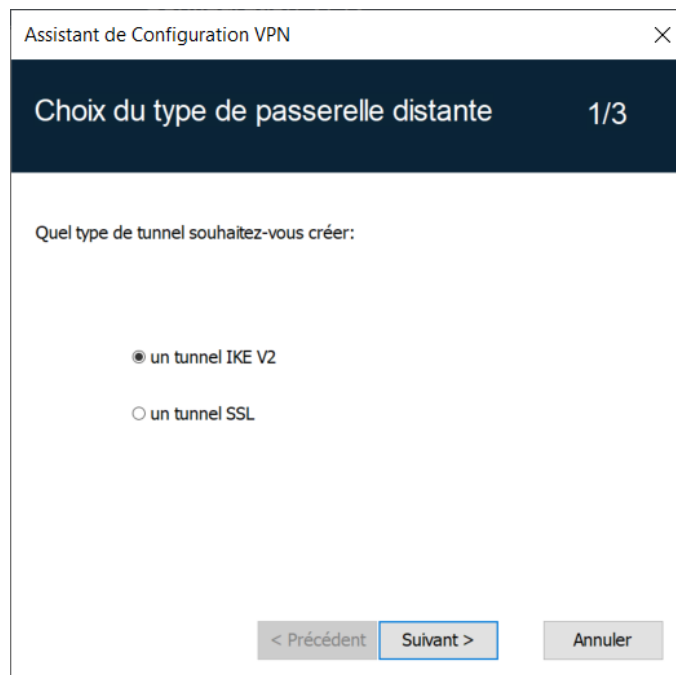 Assistant de Configuration VPN
Choix du type de passerelle distante 1/3
Quel type de tunnel souhaitez-vous créer:
un tunnel IKE V2
un tunnel SSL
< Précédent Suivant > Annuler